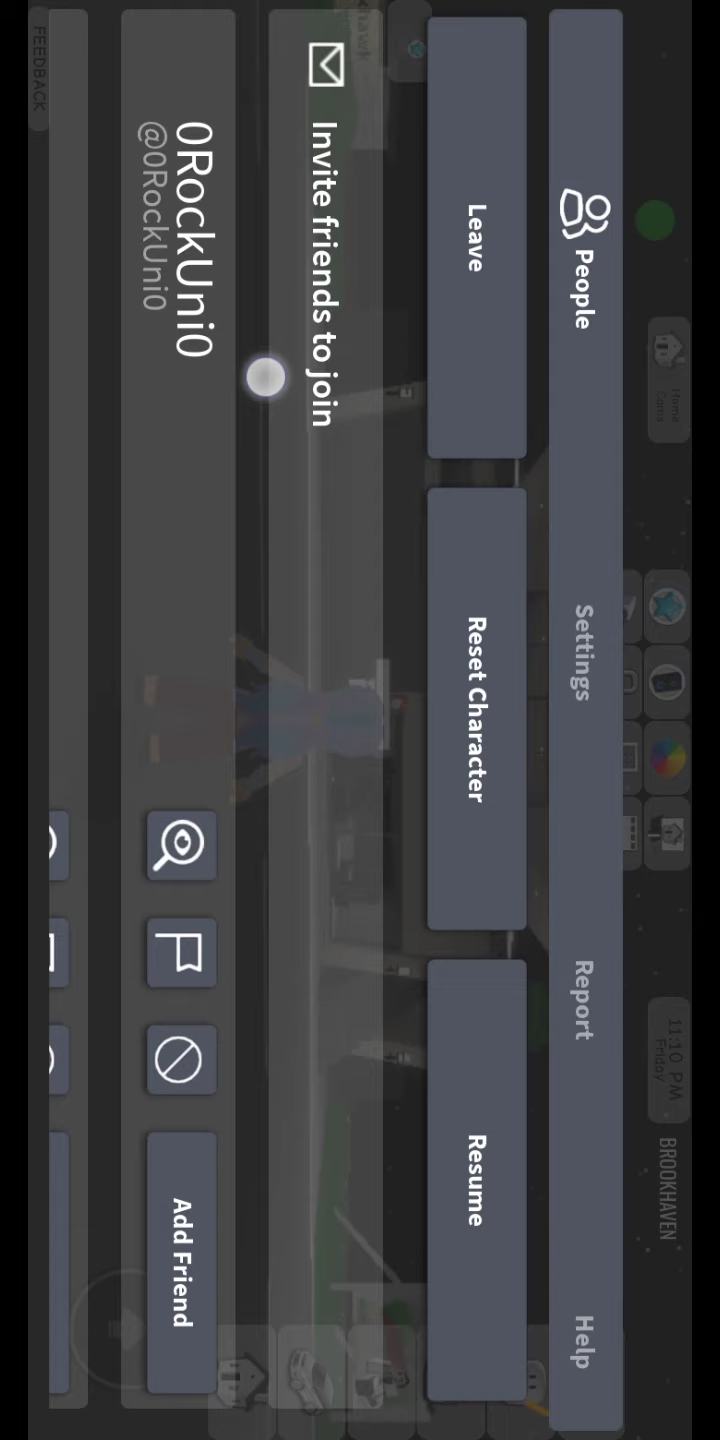 BROOKHAVEN
11:10 PM
Friday
People
Settings
Report
Help
Leave
Reset Character
Resume
Invite friends to join
0RockUni0
@0RockUni0
Add Friend
FEEDBACK